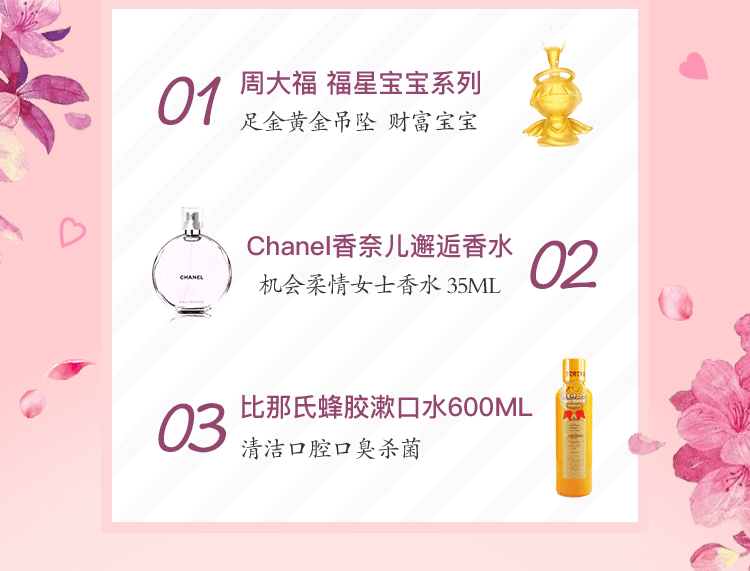 01
周大福 福星宝宝系列
足金黄金吊坠 财富宝宝
CHANEL
Chanel香奈儿邂逅香水
机会柔情女士香水 35ML
02
03
比那氏蜂胶漱口水600ML
清洁口腔口臭杀菌